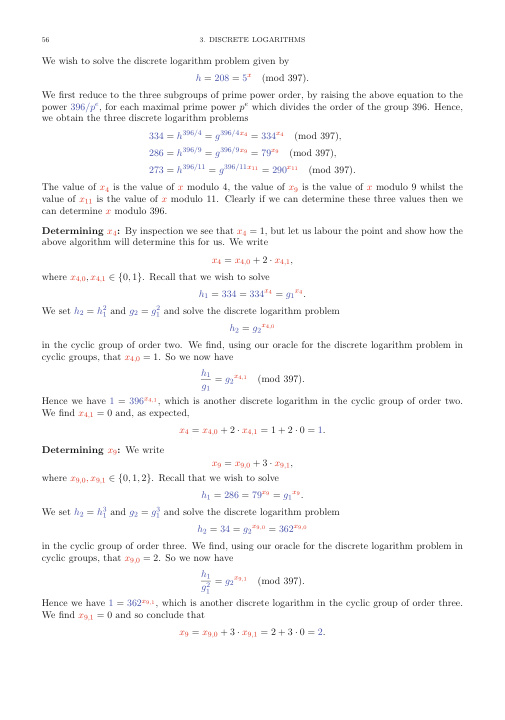 56
3. DISCRETE LOGARITHMS
We wish to solve the discrete logarithm problem given by
h = 208 = 5^x (mod 397).
We first reduce to the three subgroups of prime power order, by raising the above equation to the
power 396/p^e, for each maximal prime power p^e which divides the order of the group 396. Hence,
we obtain the three discrete logarithm problems
334 = h^{396/4} = g^{396/4 x_4} = 334^{x_4} (mod 397),
286 = h^{396/9} = g^{396/9 x_9} = 79^{x_9} (mod 397),
273 = h^{396/11} = g^{396/11 x_{11}} = 290^{x_{11}} (mod 397).
The value of x_4 is the value of x modulo 4, the value of x_9 is the value of x modulo 9 whilst the
value of x_{11} is the value of x modulo 11. Clearly if we can determine these three values then we
can determine x modulo 396.
Determining x_4: By inspection we see that x_4 = 1, but let us labour the point and show how the
above algorithm will determine this for us. We write
x_4 = x_{4,0} + 2 · x_{4,1},
where x_{4,0}, x_{4,1} ∈ {0, 1}. Recall that we wish to solve
h_1 = 334 = 334^{x_4} = g_1^{x_4}.
We set h_2 = h_1^2 and g_2 = g_1^2 and solve the discrete logarithm problem
h_2 = g_2^{x_{4,0}}
in the cyclic group of order two. We find, using our oracle for the discrete logarithm problem in
cyclic groups, that x_{4,0} = 1. So we now have
h_1/g_1 = g_2^{x_{4,1}} (mod 397).
Hence we have 1 = 396^{x_{4,1}}, which is another discrete logarithm in the cyclic group of order two.
We find x_{4,1} = 0 and, as expected,
x_4 = x_{4,0} + 2 · x_{4,1} = 1 + 2 · 0 = 1.
Determining x_9: We write
x_9 = x_{9,0} + 3 · x_{9,1},
where x_{9,0}, x_{9,1} ∈ {0, 1, 2}. Recall that we wish to solve
h_1 = 286 = 79^{x_9} = g_1^{x_9}.
We set h_2 = h_1^3 and g_2 = g_1^3 and solve the discrete logarithm problem
h_2 = 34 = g_2^{x_{9,0}} = 362^{x_{9,0}}
in the cyclic group of order three. We find, using our oracle for the discrete logarithm problem in
cyclic groups, that x_{9,0} = 2. So we now have
h_1/g_1^2 = g_2^{x_{9,1}} (mod 397).
Hence we have 1 = 362^{x_{9,1}}, which is another discrete logarithm in the cyclic group of order three.
We find x_{9,1} = 0 and so conclude that
x_9 = x_{9,0} + 3 · x_{9,1} = 2 + 3 · 0 = 2.